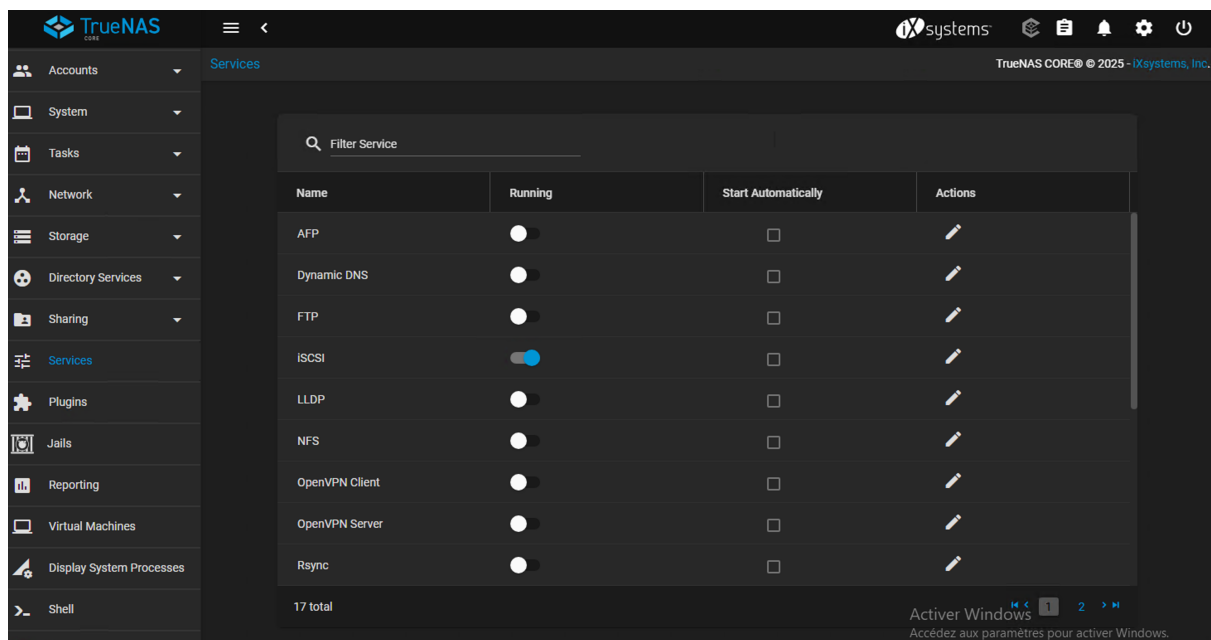 TrueNAS
CORE
iXsystems
Accounts
Services
TrueNAS CORE® © 2025 - iXsystems, Inc.
System
Tasks
Network
Storage
Directory Services
Sharing
Services
Plugins
Jails
Reporting
Virtual Machines
Display System Processes
Shell
Filter Service
Name Running Start Automatically Actions
AFP
Dynamic DNS
FTP
iSCSI
LLDP
NFS
OpenVPN Client
OpenVPN Server
Rsync
17 total
1 2
Activer Windows
Accédez aux paramètres pour activer Windows.